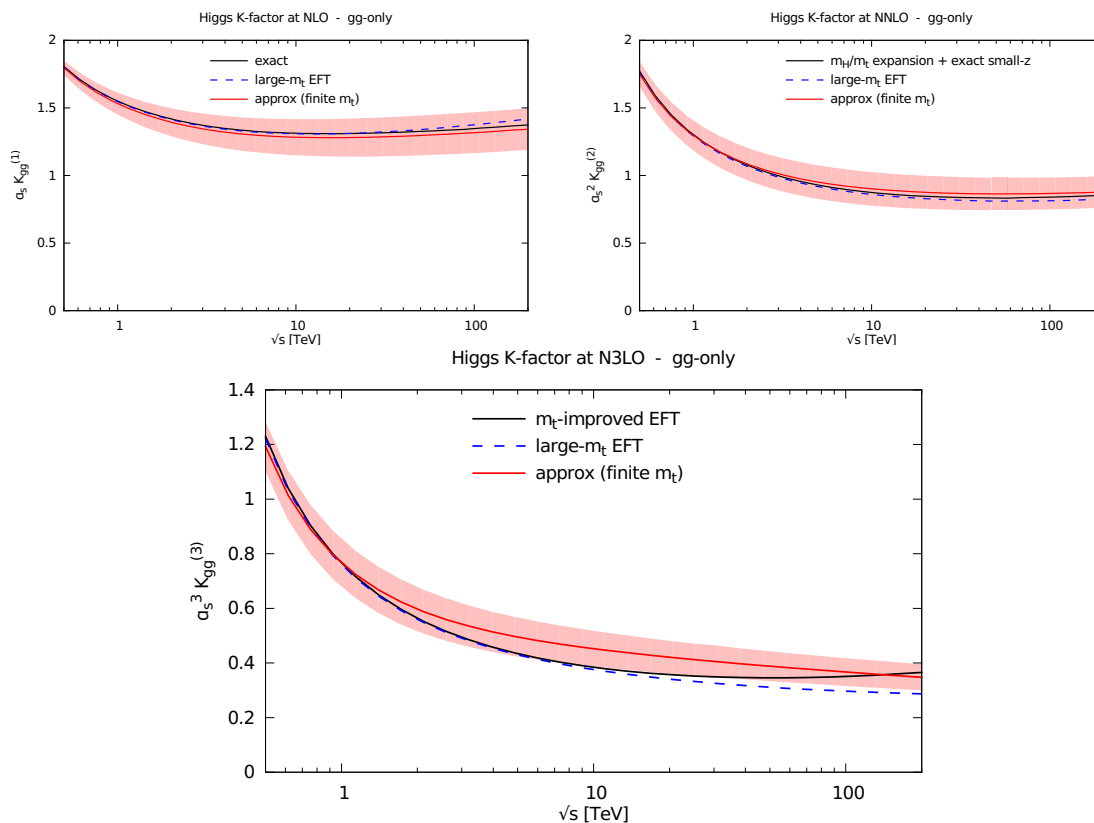 Higgs K-factor at NLO - gg-only
2
1.5
1
0.5
0
1
10
100
αs Kgg(1)
√s [TeV]
exact
large-mt EFT
approx (finite mt)
Higgs K-factor at NNLO - gg-only
2
1.5
1
0.5
0
1
10
100
αs2 Kgg(2)
√s [TeV]
mH/mt expansion + exact small-z
large-mt EFT
approx (finite mt)
Higgs K-factor at N3LO - gg-only
1.4
1.2
1
0.8
0.6
0.4
0.2
0
1
10
100
αs3 Kgg(3)
√s [TeV]
mt-improved EFT
large-mt EFT
approx (finite mt)